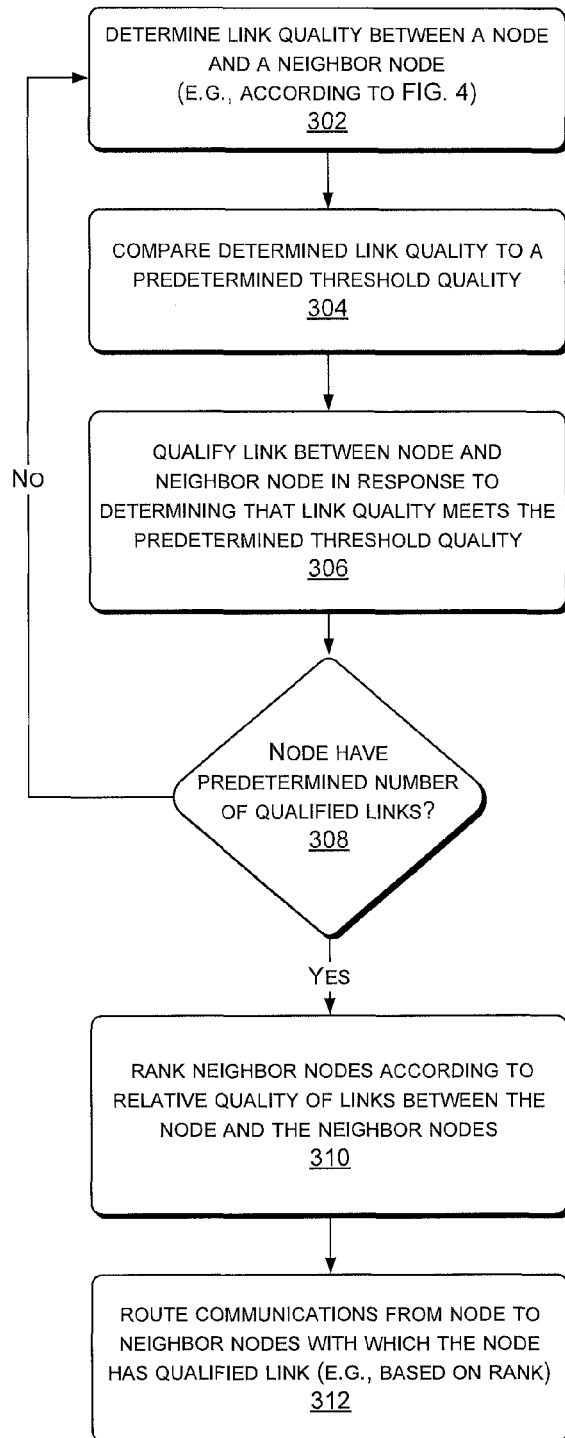 DETERMINE LINK QUALITY BETWEEN A NODE
AND A NEIGHBOR NODE
(E.G., ACCORDING TO FIG. 4)
302
COMPARE DETERMINED LINK QUALITY TO A
PREDETERMINED THRESHOLD QUALITY
304
QUALIFY LINK BETWEEN NODE AND
NEIGHBOR NODE IN RESPONSE TO
DETERMINING THAT LINK QUALITY MEETS THE
PREDETERMINED THRESHOLD QUALITY
306
NO
NODE HAVE
PREDETERMINED NUMBER
OF QUALIFIED LINKS?
308
YES
RANK NEIGHBOR NODES ACCORDING TO
RELATIVE QUALITY OF LINKS BETWEEN THE
NODE AND THE NEIGHBOR NODES
310
ROUTE COMMUNICATIONS FROM NODE TO
NEIGHBOR NODES WITH WHICH THE NODE
HAS QUALIFIED LINK (E.G., BASED ON RANK)
312